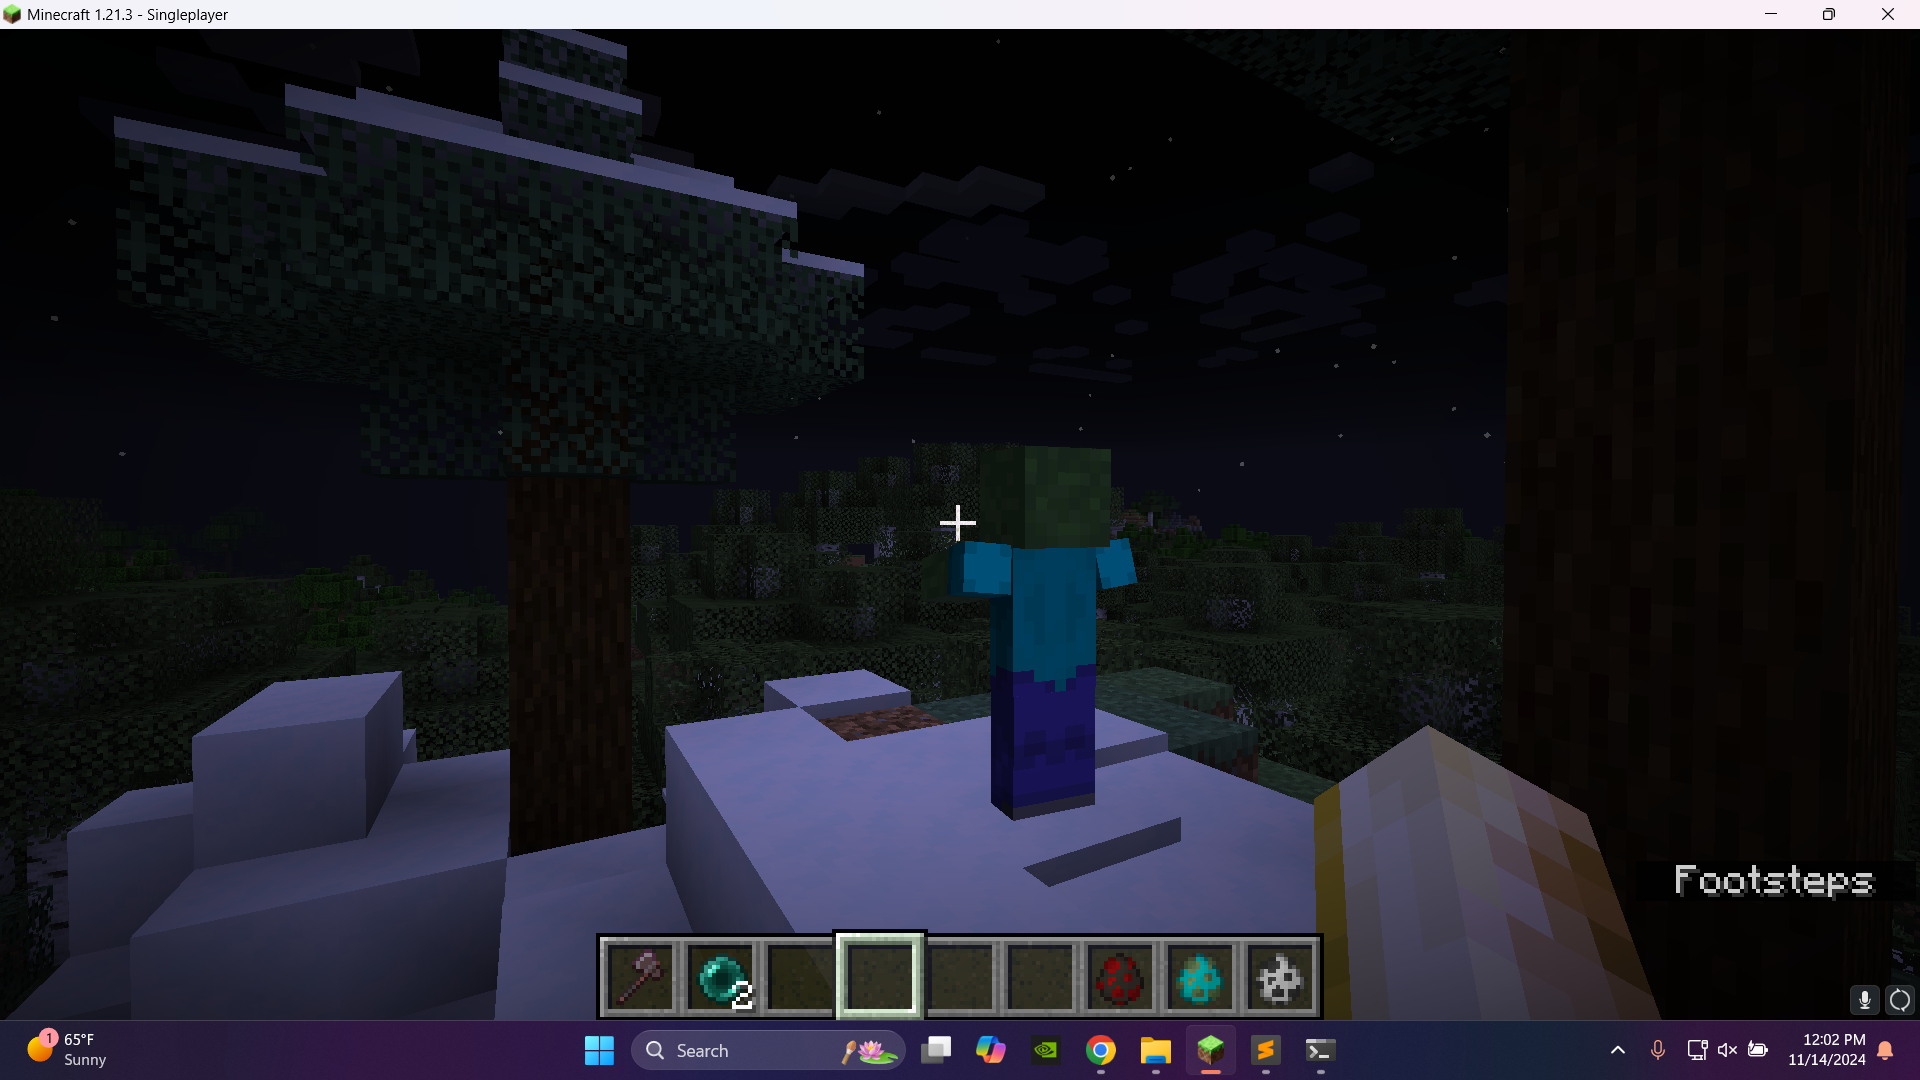 Minecraft 1.21.3 - Singleplayer
Footsteps
2
1
65°F
Sunny
Search
12:02 PM
11/14/2024